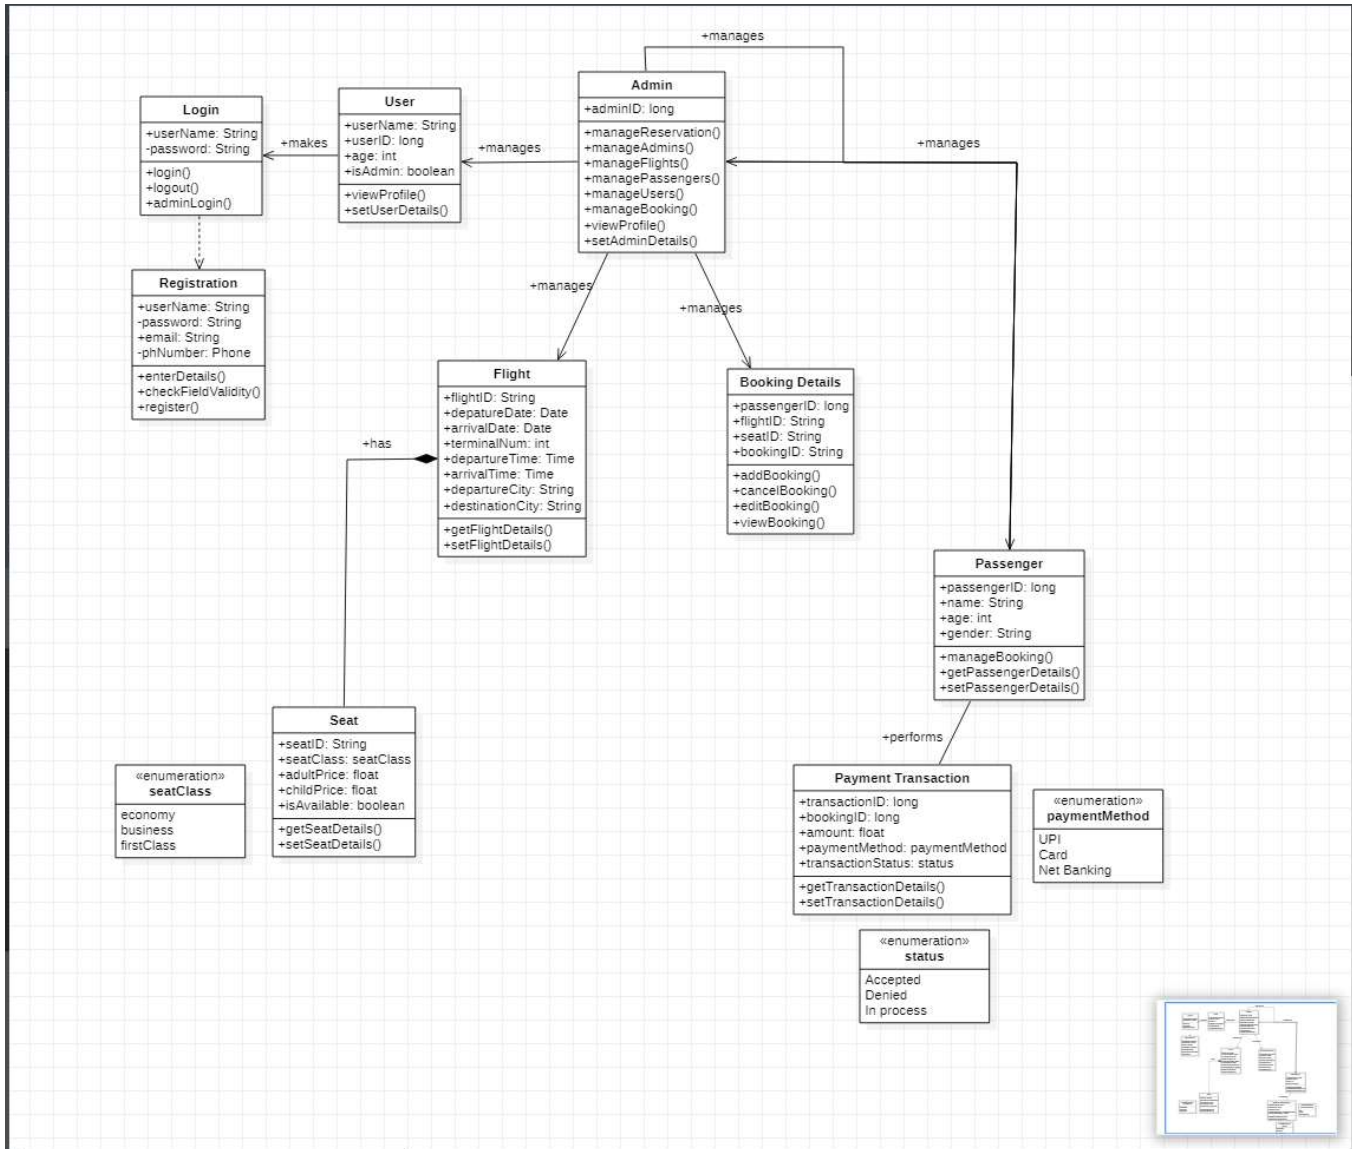 +manages
Admin
+adminID: long
+manageReservation()
+manageAdmins()
+manageFlights()
+managePassengers()
+manageUsers()
+manageBooking()
+viewProfile()
+setAdminDetails()
User
+userName: String
+userID: long
+age: int
+isAdmin: boolean
+viewProfile()
+setUserDetails()
Login
+userName: String
-password: String
+login()
+logout()
+adminLogin()
+makes
+manages
+manages
Registration
+userName: String
-password: String
+email: String
-phNumber: Phone
+enterDetails()
+checkFieldValidity()
+register()
+manages
+manages
Flight
+flightID: String
+depatureDate: Date
+arrivalDate: Date
+terminalNum: int
+departureTime: Time
+arrivalTime: Time
+departureCity: String
+destinationCity: String
+getFlightDetails()
+setFlightDetails()
Booking Details
+passengerID: long
+flightID: String
+seatID: String
+bookingID: String
+addBooking()
+cancelBooking()
+editBooking()
+viewBooking()
+has
Passenger
+passengerID: long
+name: String
+age: int
+gender: String
+manageBooking()
+getPassengerDetails()
+setPassengerDetails()
+performs
Seat
+seatID: String
+seatClass: seatClass
+adultPrice: float
+childPrice: float
+isAvailable: boolean
+getSeatDetails()
+setSeatDetails()
«enumeration»
seatClass
economy
business
firstClass
Payment Transaction
+transactionID: long
+bookingID: long
+amount: float
+paymentMethod: paymentMethod
+transactionStatus: status
+getTransactionDetails()
+setTransactionDetails()
«enumeration»
paymentMethod
UPI
Card
Net Banking
«enumeration»
status
Accepted
Denied
In process